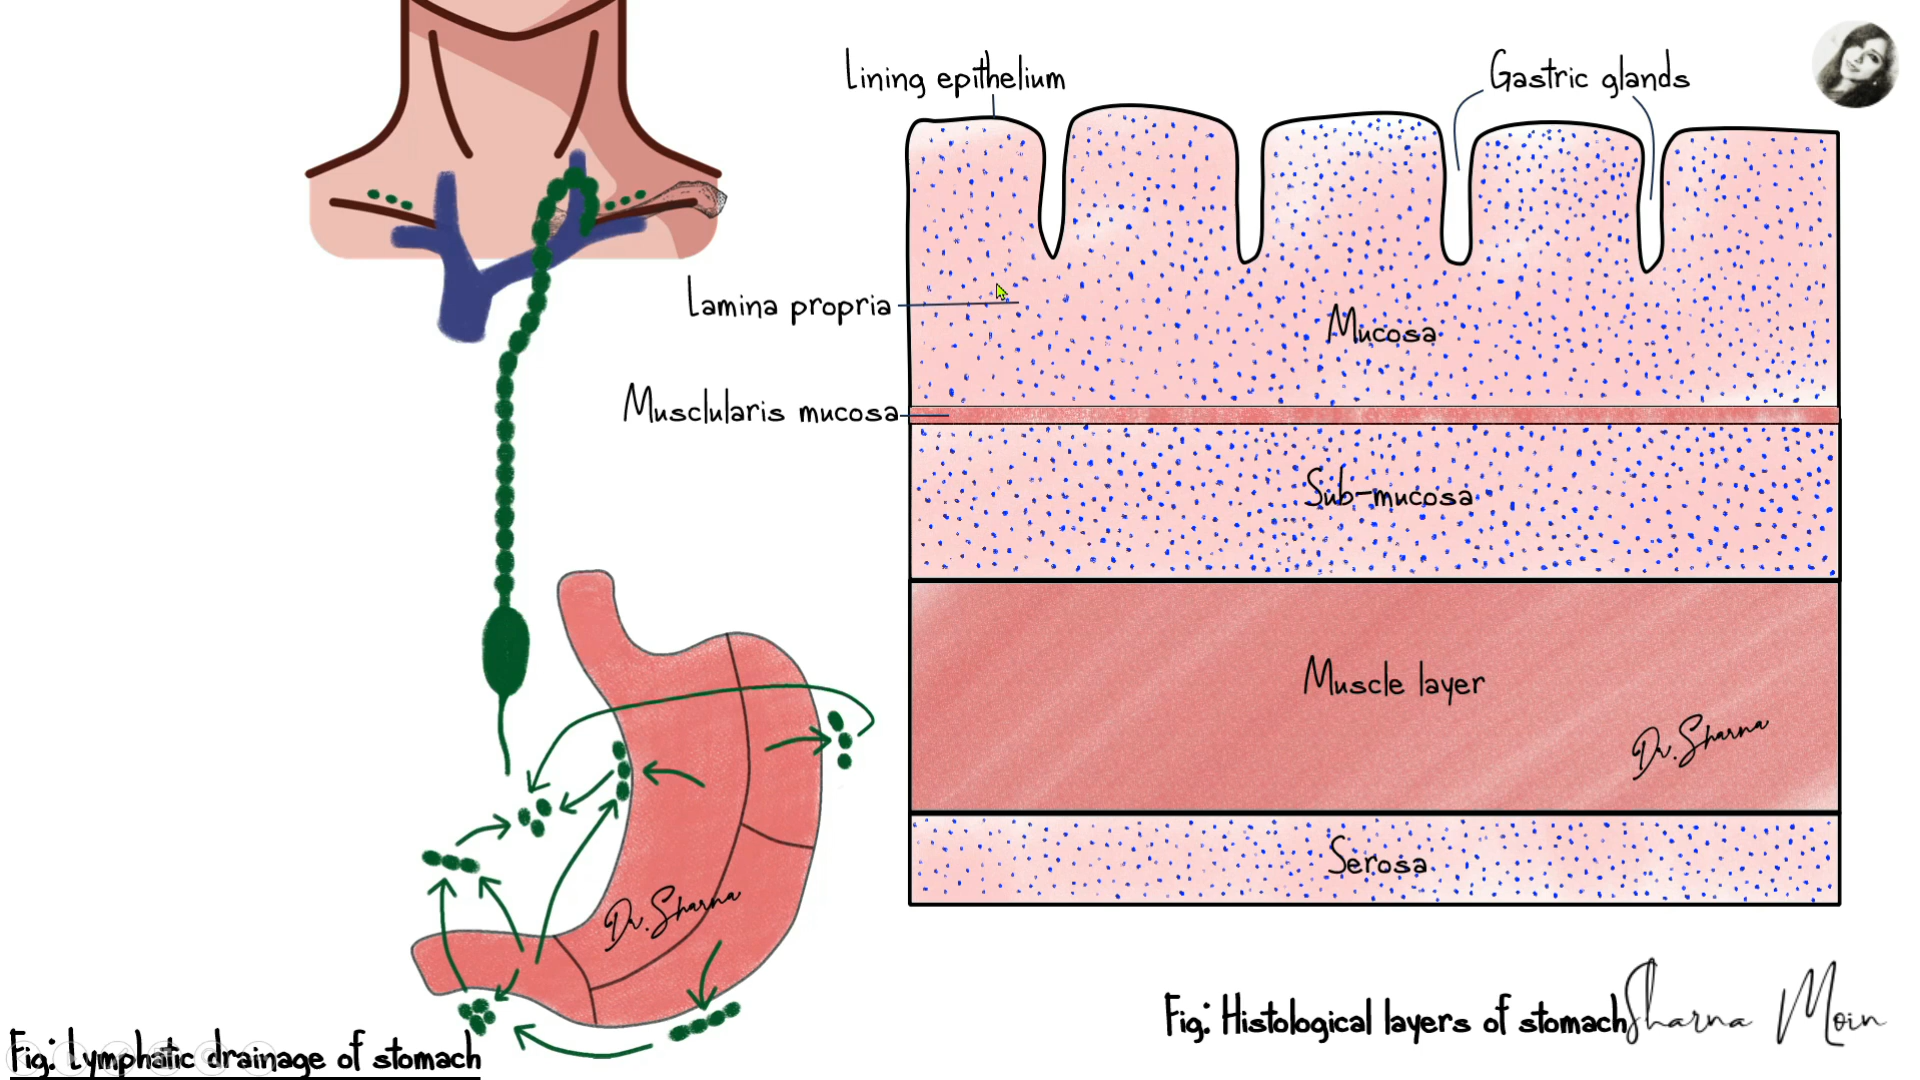 Lining epithelium
Gastric glands
Lamina propria
Mucosa
Musclularis mucosa
Sub-mucosa
Muscle layer
Dr. Sharna
Serosa
Dr. Sharna
Fig: Histological layers of stomach
Sharna Moin
Fig: Lymphatic drainage of stomach